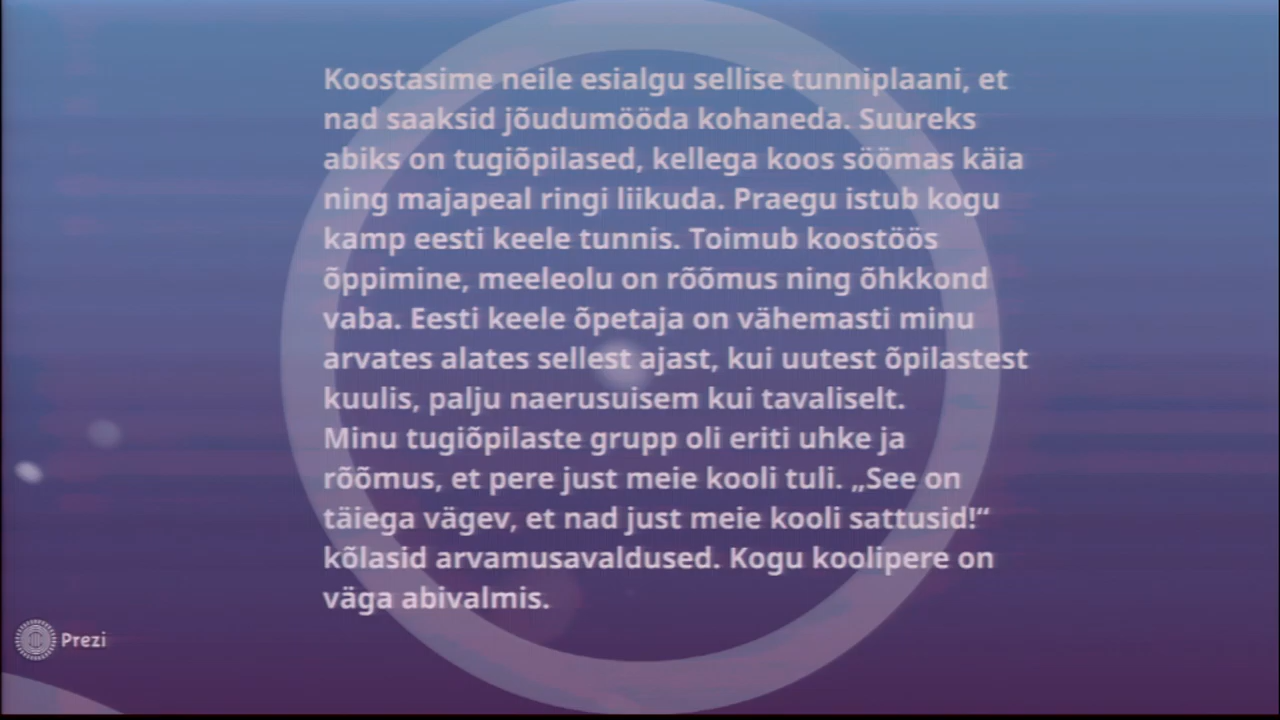 Koostasime neile esialgu sellise tunniplaani, et
nad saaksid jõudumööda kohaneda. Suureks
abiks on tugiõpilased, kellega koos söömas käia
ning majapeal ringi liikuda. Praegu istub kogu
kamp eesti keele tunnis. Toimub koostöös
õppimine, meeleolu on rõõmus ning õhkkond
vaba. Eesti keele õpetaja on vähemasti minu
arvates alates sellest ajast, kui uutest õpilastest
kuulis, palju naerusuisem kui tavaliselt.
Minu tugiõpilaste grupp oli eriti uhke ja
rõõmus, et pere just meie kooli tuli. „See on
täiega vägev, et nad just meie kooli sattusid!“
kõlasid arvamusavaldused. Kogu koolipere on
väga abivalmis.
Prezi